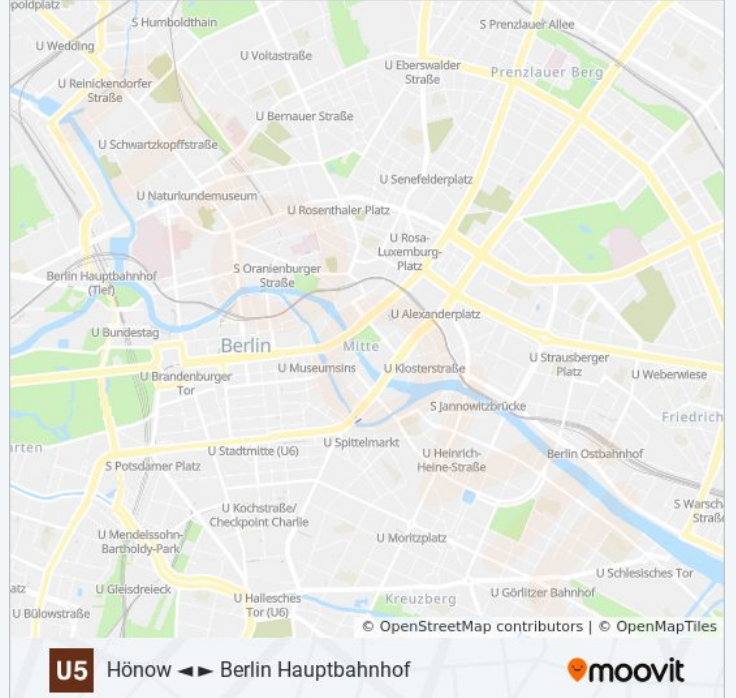 poldplatz
S Humboldthain
S Prenzlauer Allee
U Wedding
U Voltastraße
U Eberswalder
Straße
Prenzlauer Berg
U Reinickendorfer
Straße
U Bernauer Straße
U Schwartzkopffstraße
U Senefelderplatz
U Naturkundemuseum
U Rosenthaler Platz
U Rosa-
Luxemburg-
Platz
Berlin Hauptbahnhof
(Tief)
S Oranienburger
Straße
U Alexanderplatz
U Bundestag
Berlin
Mitte
U Museumsins
U Klosterstraße
U Strausberger
Platz
U Weberwiese
U Brandenburger
Tor
S Jannowitzbrücke
Friedrich
rten
U Stadtmitte (U6)
U Spittelmarkt
U Heinrich-
Heine-Straße
Berlin Ostbahnhof
S Potsdamer Platz
S Warsch
Straße
U Kochstraße/
Checkpoint Charlie
U Mendelssohn-
Bartholdy-Park
U Moritzplatz
U Schlesisches Tor
atz
U Gleisdreieck
U Hallesches
Tor (U6)
Kreuzberg
U Görlitzer Bahnhof
U Bülowstraße
© OpenStreetMap contributors | © OpenMapTiles
U5 Hönow ◄► Berlin Hauptbahnhof
moovit